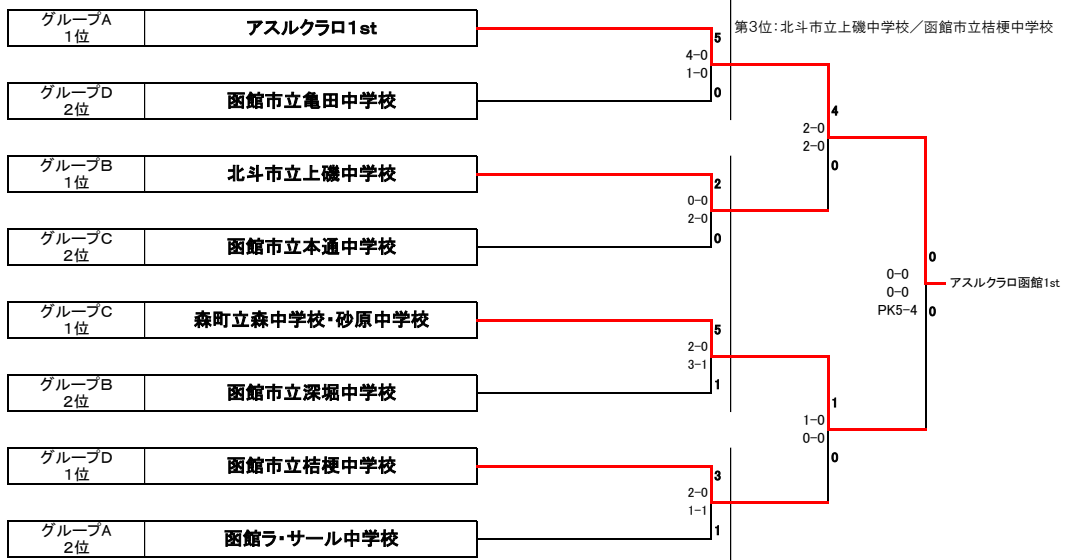 グループA
1位
アスルクラロ1st
第3位:北斗市立上磯中学校/函館市立桔梗中学校
5
4-0
1-0
0
グループD
2位
函館市立亀田中学校
4
2-0
2-0
0
グループB
1位
北斗市立上磯中学校
2
0-0
2-0
0
グループC
2位
函館市立本通中学校
0
0-0
0-0
PK5-4
0
アスルクラロ函館1st
グループC
1位
森町立森中学校・砂原中学校
5
2-0
3-1
1
グループB
2位
函館市立深堀中学校
1
1-0
0-0
0
グループD
1位
函館市立桔梗中学校
3
2-0
1-1
1
グループA
2位
函館ラ・サール中学校